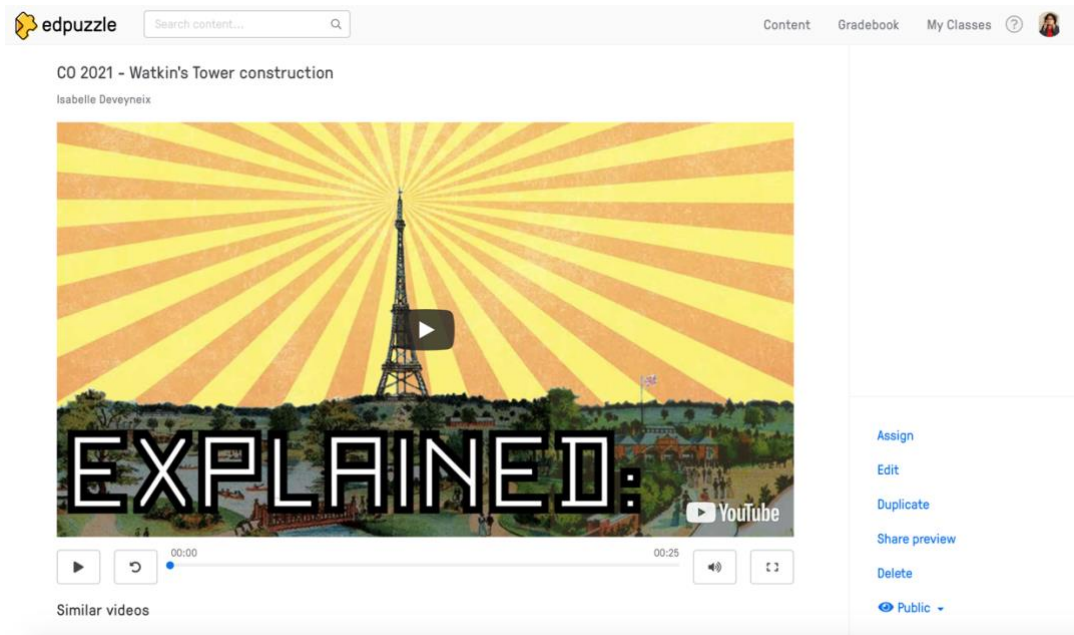 edpuzzle
Search content...
Content Gradebook My Classes ?
CO 2021 - Watkin's Tower construction
Isabelle Deveyneix
EXPLAINED:
YouTube
00:00 00:25
Similar videos
Assign
Edit
Duplicate
Share preview
Delete
Public